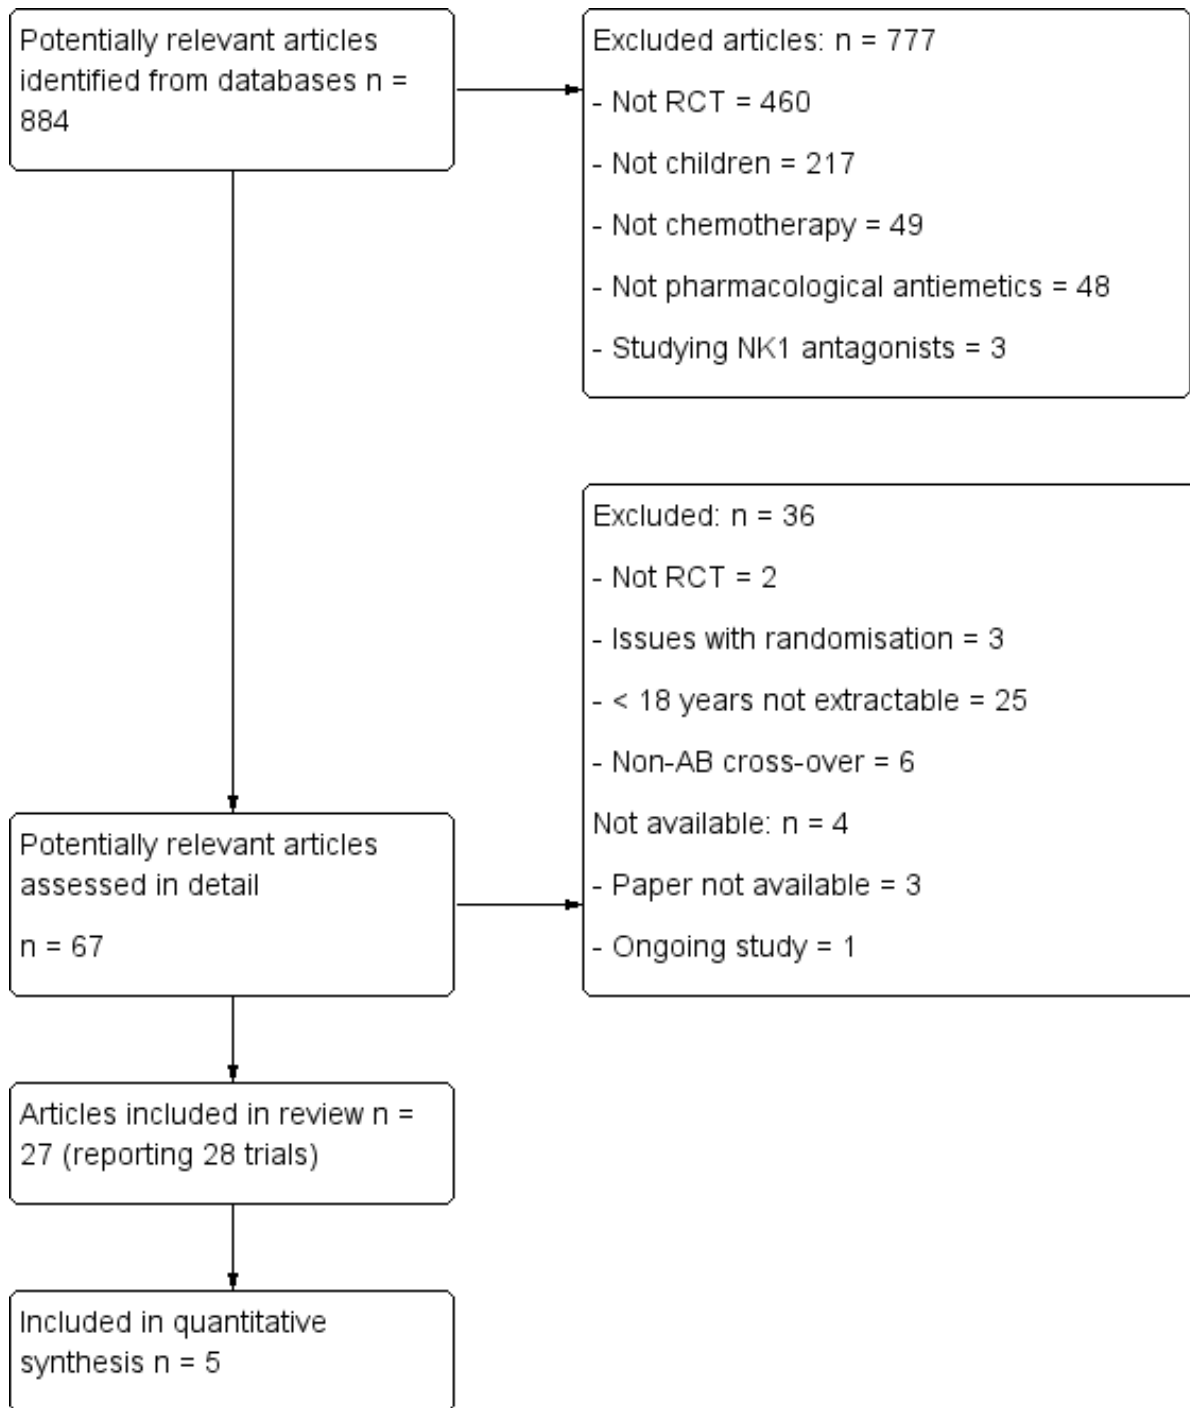 Potentially relevant articles
identified from databases n =
884
Excluded articles: n = 777
- Not RCT = 460
- Not children = 217
- Not chemotherapy = 49
- Not pharmacological antiemetics = 48
- Studying NK1 antagonists = 3
Excluded: n = 36
- Not RCT = 2
- Issues with randomisation = 3
- < 18 years not extractable = 25
- Non-AB cross-over = 6
Not available: n = 4
- Paper not available = 3
- Ongoing study = 1
Potentially relevant articles
assessed in detail
n = 67
Articles included in review n =
27 (reporting 28 trials)
Included in quantitative
synthesis n = 5